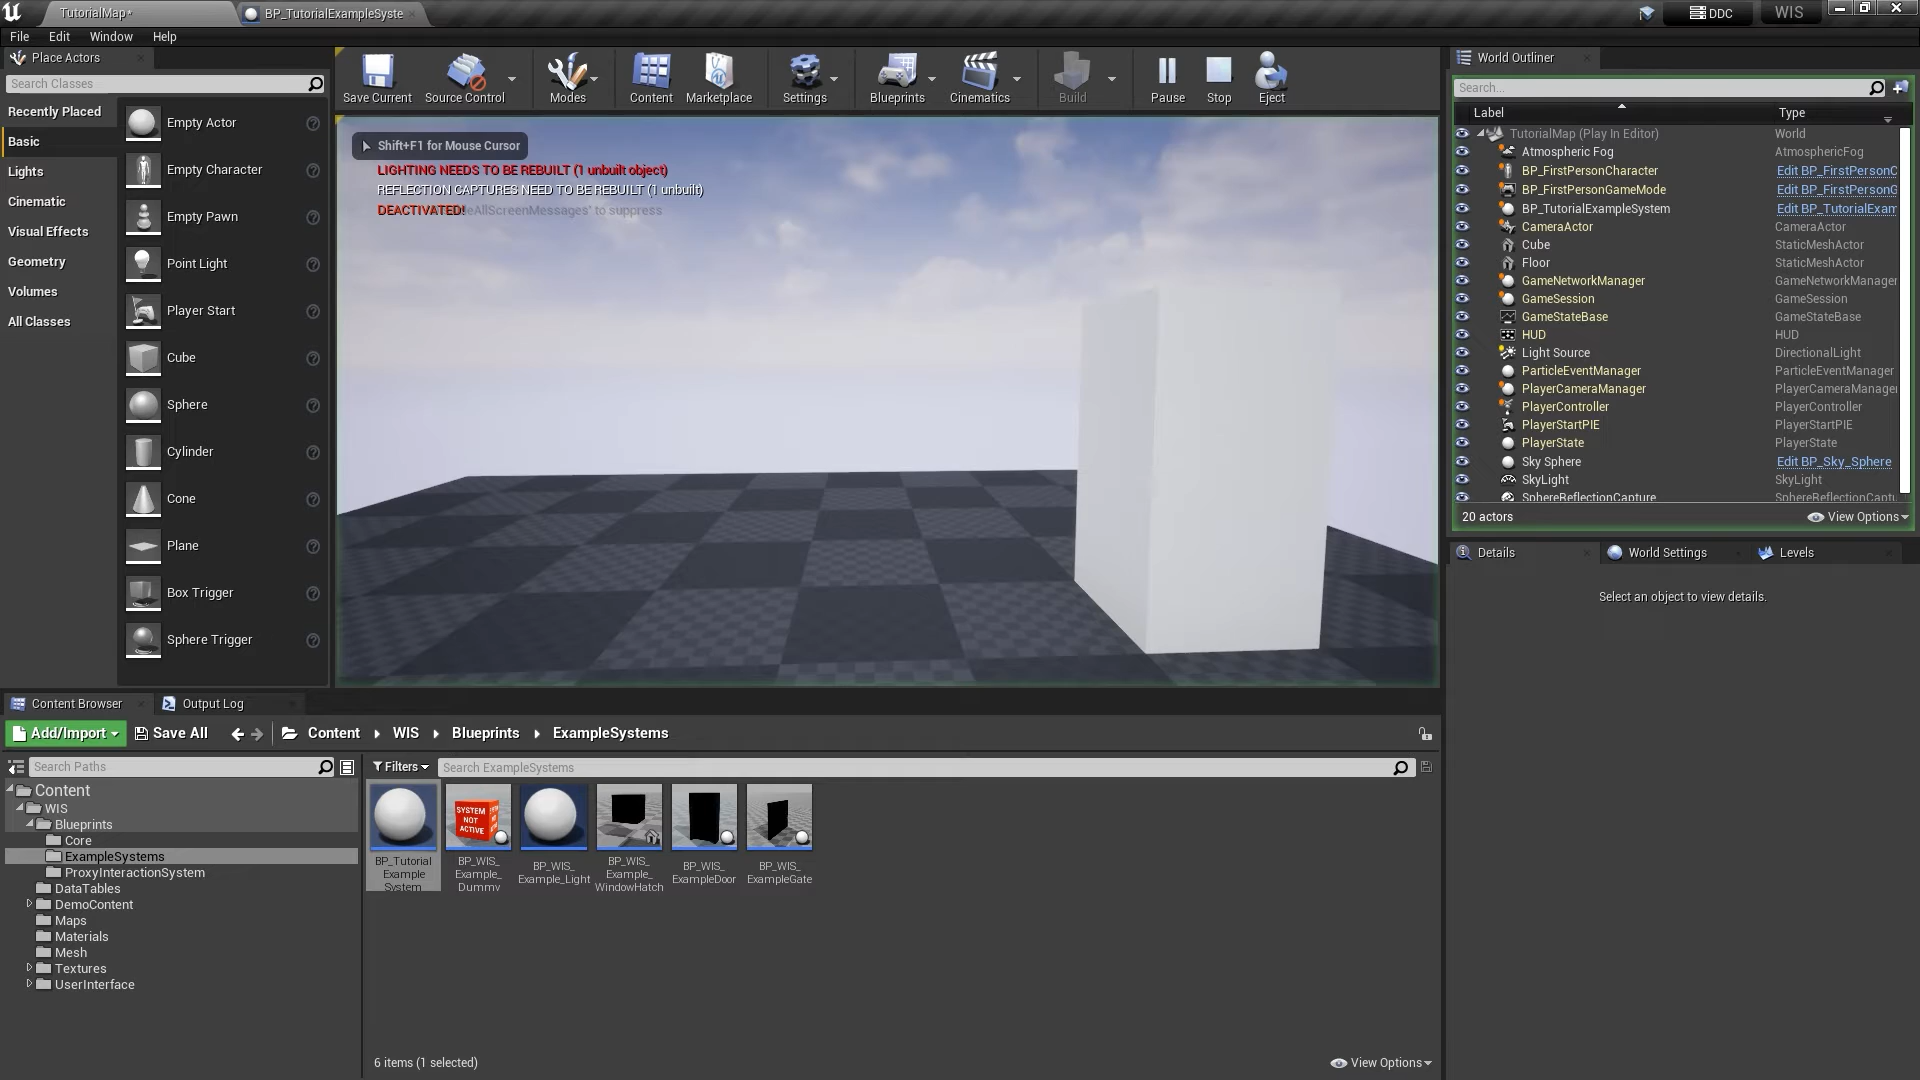 TutorialMap*
BP_TutorialExampleSyste
DDC
WIS
File Edit Window Help
Place Actors
Search Classes
Recently Placed
Basic
Lights
Cinematic
Visual Effects
Geometry
Volumes
All Classes
Empty Actor
Empty Character
Empty Pawn
Point Light
Player Start
Cube
Sphere
Cylinder
Cone
Plane
Box Trigger
Sphere Trigger
Save Current
Source Control
Modes
Content
Marketplace
Settings
Blueprints
Cinematics
Build
Pause
Stop
Eject
Shift+F1 for Mouse Cursor
LIGHTING NEEDS TO BE REBUILT (1 unbuilt object)
REFLECTION CAPTURES NEED TO BE REBUILT (1 unbuilt)
DEACTIVATED! AllScreenMessages' to suppress
World Outliner
Search...
Label Type
TutorialMap (Play In Editor) World
Atmospheric Fog AtmosphericFog
BP_FirstPersonCharacter Edit BP_FirstPersonC
BP_FirstPersonGameMode Edit BP_FirstPersonG
BP_TutorialExampleSystem Edit BP_TutorialExam
CameraActor CameraActor
Cube StaticMeshActor
Floor StaticMeshActor
GameNetworkManager GameNetworkManager
GameSession GameSession
GameStateBase GameStateBase
HUD HUD
Light Source DirectionalLight
ParticleEventManager ParticleEventManager
PlayerCameraManager PlayerCameraManager
PlayerController PlayerController
PlayerStartPIE PlayerStartPIE
PlayerState PlayerState
Sky Sphere Edit BP_Sky_Sphere
SkyLight SkyLight
SphereReflectionCapture SphereReflectionCaptu
20 actors
View Options
Details
World Settings
Levels
Select an object to view details.
Content Browser
Output Log
Add/Import
Save All
Content
WIS
Blueprints
ExampleSystems
Search Paths
Filters
Search ExampleSystems
Content
WIS
Blueprints
Core
ExampleSystems
ProxyInteractionSystem
DataTables
DemoContent
Maps
Materials
Mesh
Textures
UserInterface
BP_Tutorial
Example
System
SYSTEM
NOT
ACTIVE
BP_WIS_
Example_
Dummy
BP_WIS_
Example_Light
BP_WIS_
Example_
WindowHatch
BP_WIS_
ExampleDoor
BP_WIS_
ExampleGate
6 items (1 selected)
View Options